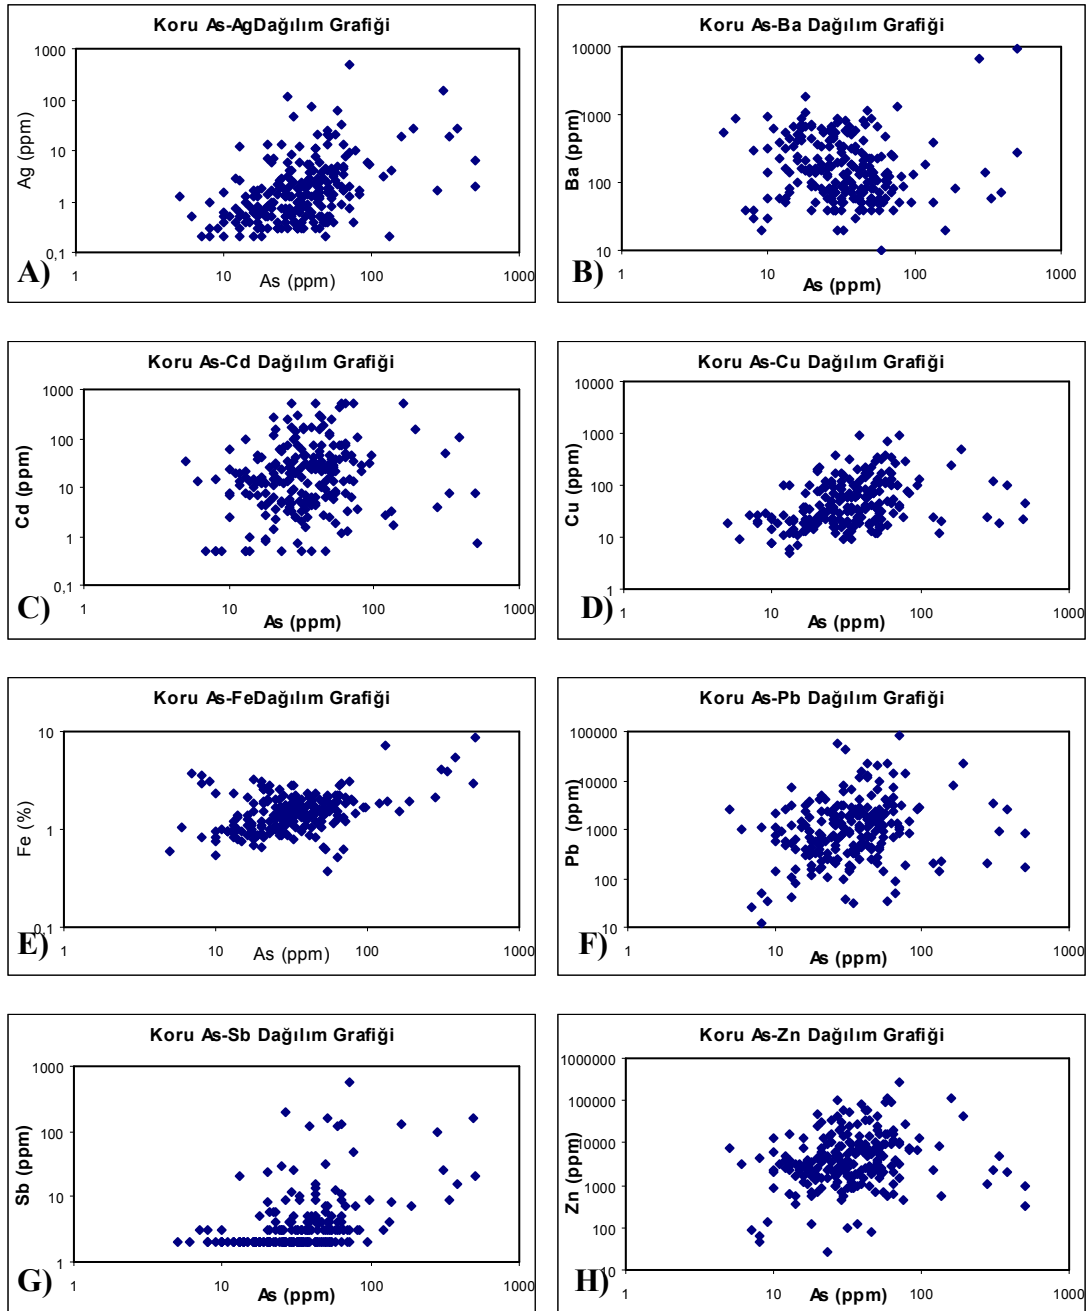 Koru As-AgDağılım Grafiği
1000
100
10
1
0,1
Ag (ppm)
1
10
100
1000
As (ppm)
A)
Koru As-Ba Dağılım Grafiği
10000
1000
100
10
Ba (ppm)
1
10
100
1000
As (ppm)
B)
Koru As-Cd Dağılım Grafiği
1000
100
10
1
0,1
Cd (ppm)
1
10
100
1000
As (ppm)
C)
Koru As-Cu Dağılım Grafiği
10000
1000
100
10
1
Cu (ppm)
1
10
100
1000
As (ppm)
D)
Koru As-FeDağılım Grafiği
10
1
0,1
Fe (%)
1
10
100
1000
As (ppm)
E)
Koru As-Pb Dağılım Grafiği
100000
10000
1000
100
10
Pb (ppm)
1
10
100
1000
As (ppm)
F)
Koru As-Sb Dağılım Grafiği
1000
100
10
1
Sb (ppm)
1
10
100
1000
As (ppm)
G)
Koru As-Zn Dağılım Grafiği
1000000
100000
10000
1000
100
10
Zn (ppm)
1
10
100
1000
As (ppm)
H)